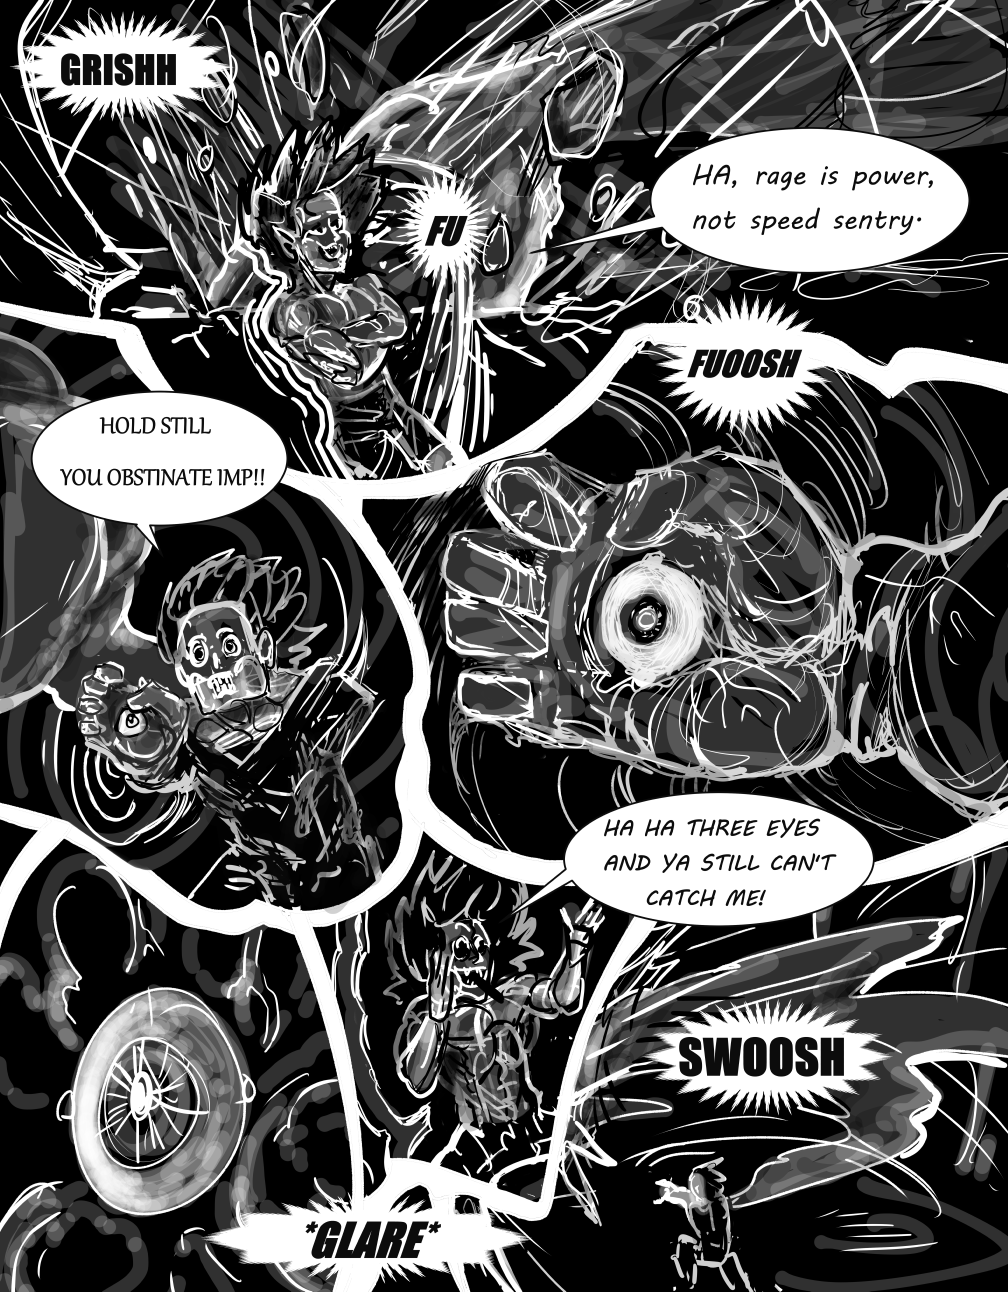 GRISHH
HA, rage is power,
not speed sentry.
FU
FUOOSH
HOLD STILL
YOU OBSTINATE IMP!!
HA HA THREE EYES
AND YA STILL CAN'T
CATCH ME!
SWOOSH
*GLARE*